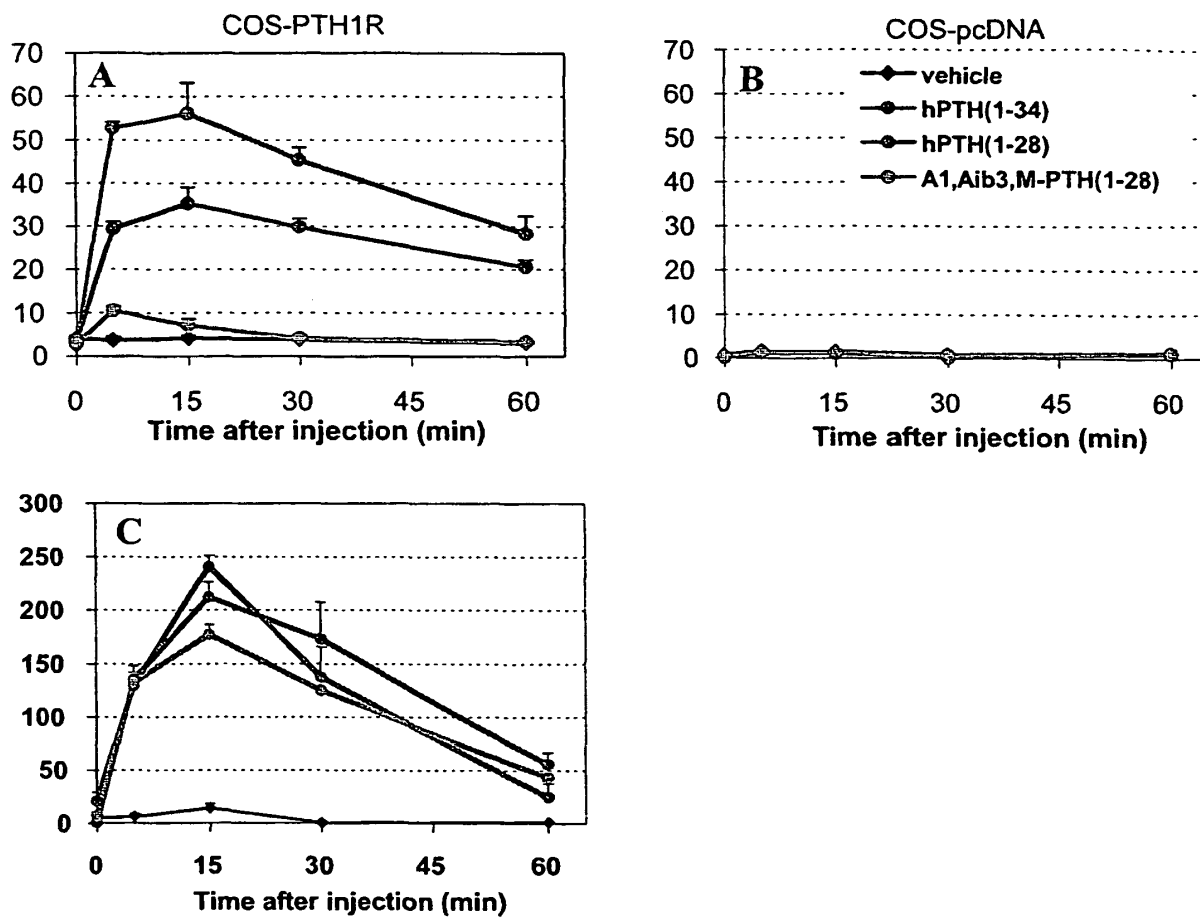 COS-PTH1R
A
70
60
50
40
30
20
10
0
0 15 30 45 60
Time after injection (min)
COS-pcDNA
B
70
60
50
40
30
20
10
0
vehicle
hPTH(1-34)
hPTH(1-28)
A1,Aib3,M-PTH(1-28)
0 15 30 45 60
Time after injection (min)
C
300
250
200
150
100
50
0
0 15 30 45 60
Time after injection (min)